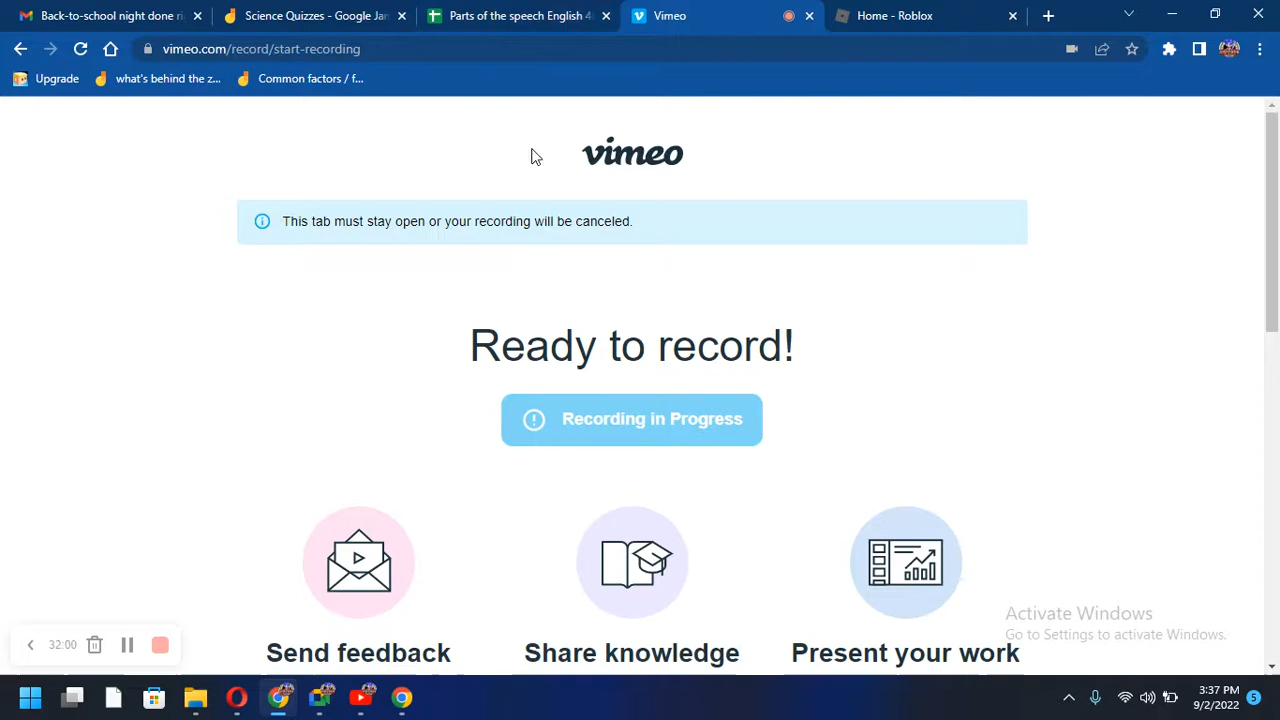 Back-to-school night done ri
Science Quizzes - Google Jan
Parts of the speech English 4
Vimeo
Home - Roblox
vimeo.com/record/start-recording
Upgrade
what's behind the z...
Common factors / f...
vimeo
This tab must stay open or your recording will be canceled.
Ready to record!
Recording in Progress
Activate Windows
Go to Settings to activate Windows.
32:00
Send feedback
Share knowledge
Present your work
3:37 PM
9/2/2022
5